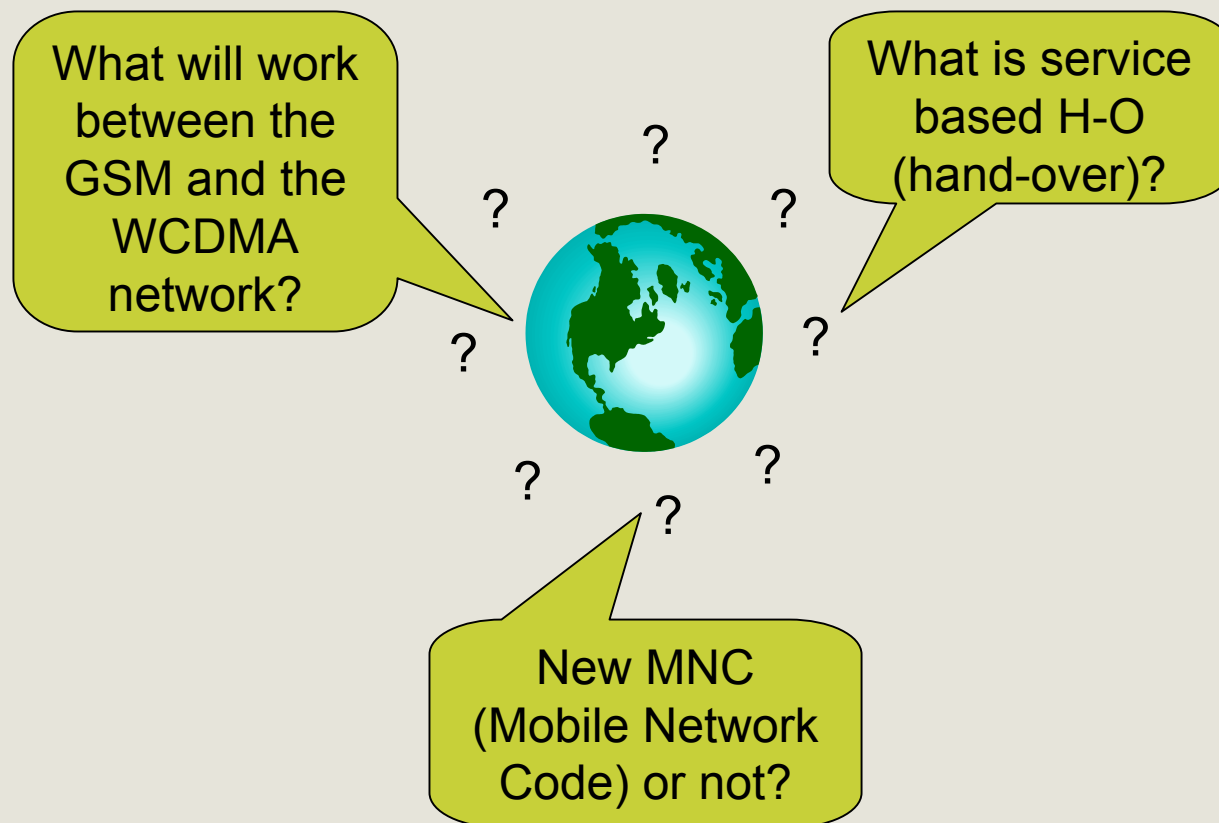 What will work
between the
GSM and the
WCDMA
network?
What is service
based H-O
(hand-over)?
?
?
?
?
?
?
?
?
New MNC
(Mobile Network
Code) or not?